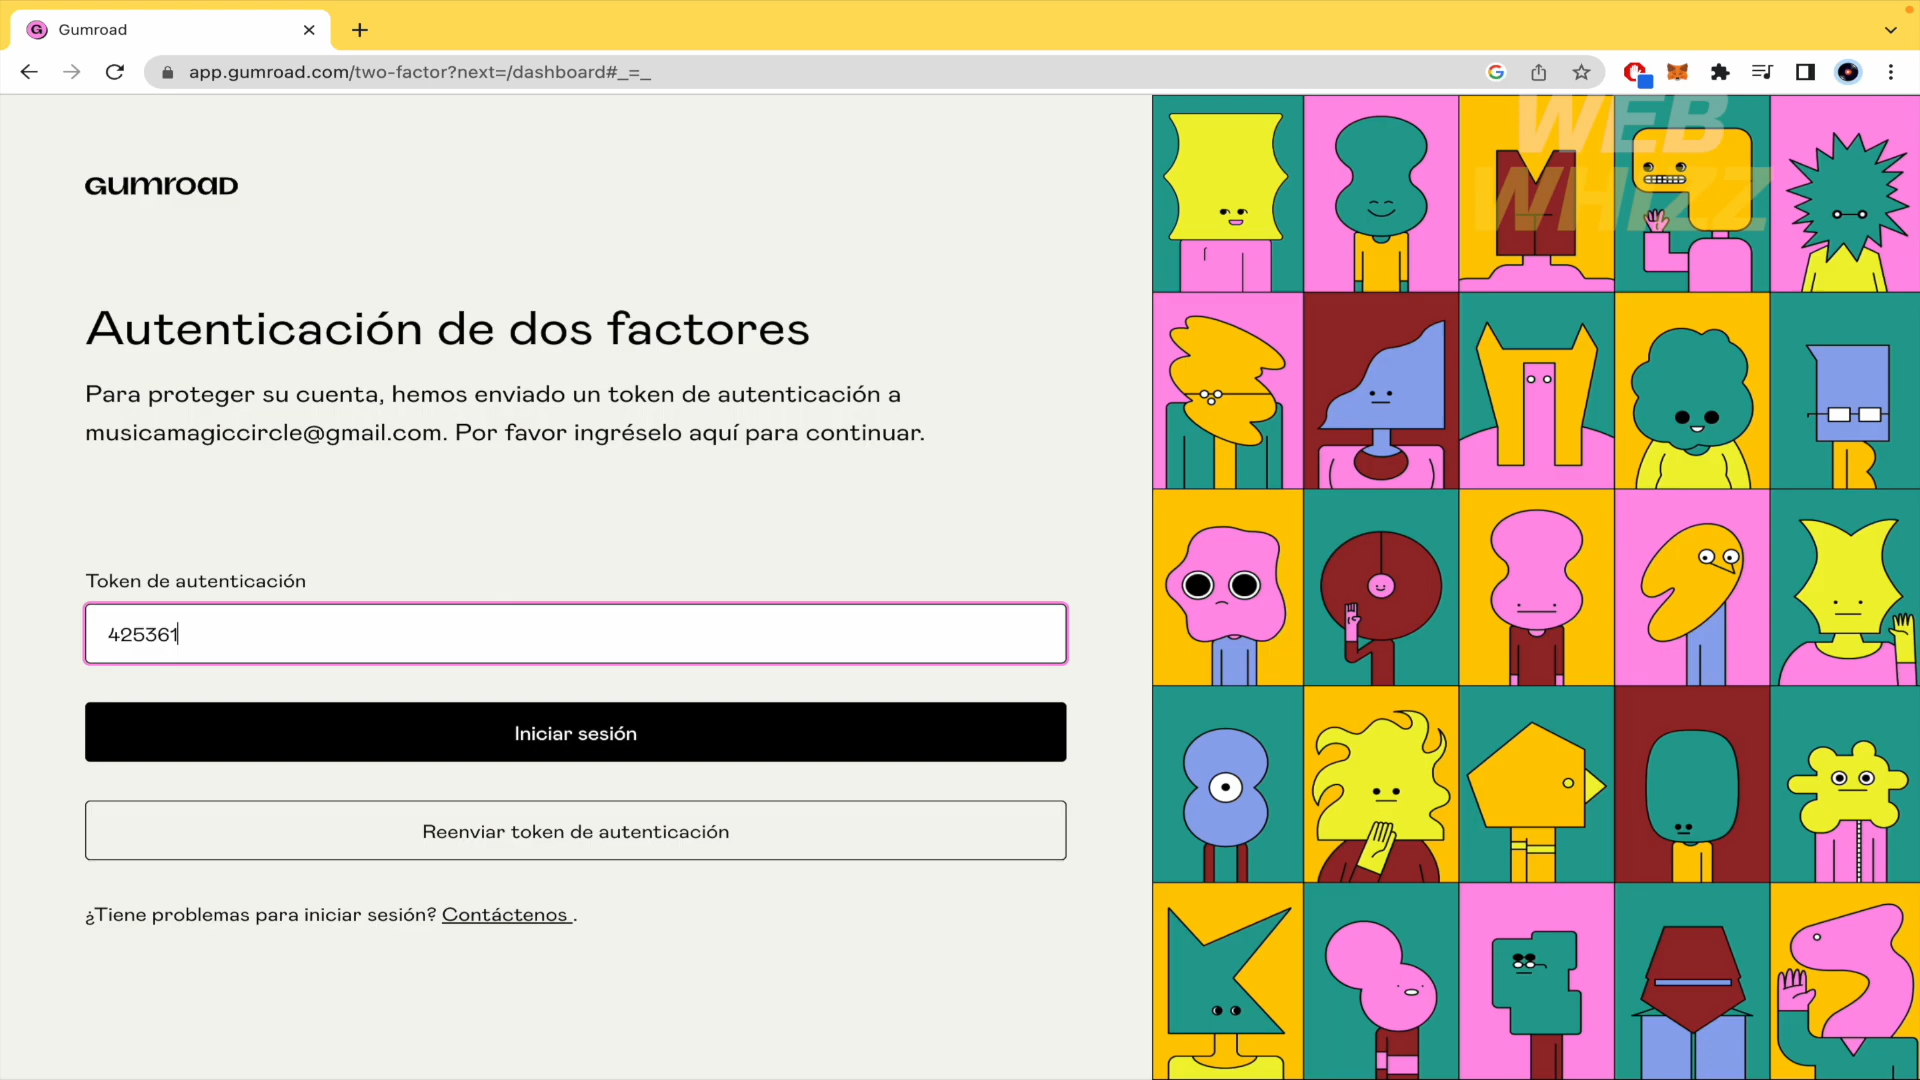 Gumroad
app.gumroad.com/two-factor?next=/dashboard#_=_
WEB
WHIZZ
GUMROAD
Autenticación de dos factores
Para proteger su cuenta, hemos enviado un token de autenticación a
musicamagiccircle@gmail.com. Por favor ingréselo aquí para continuar.
Token de autenticación
425361
Iniciar sesión
Reenviar token de autenticación
¿Tiene problemas para iniciar sesión? Contáctenos .